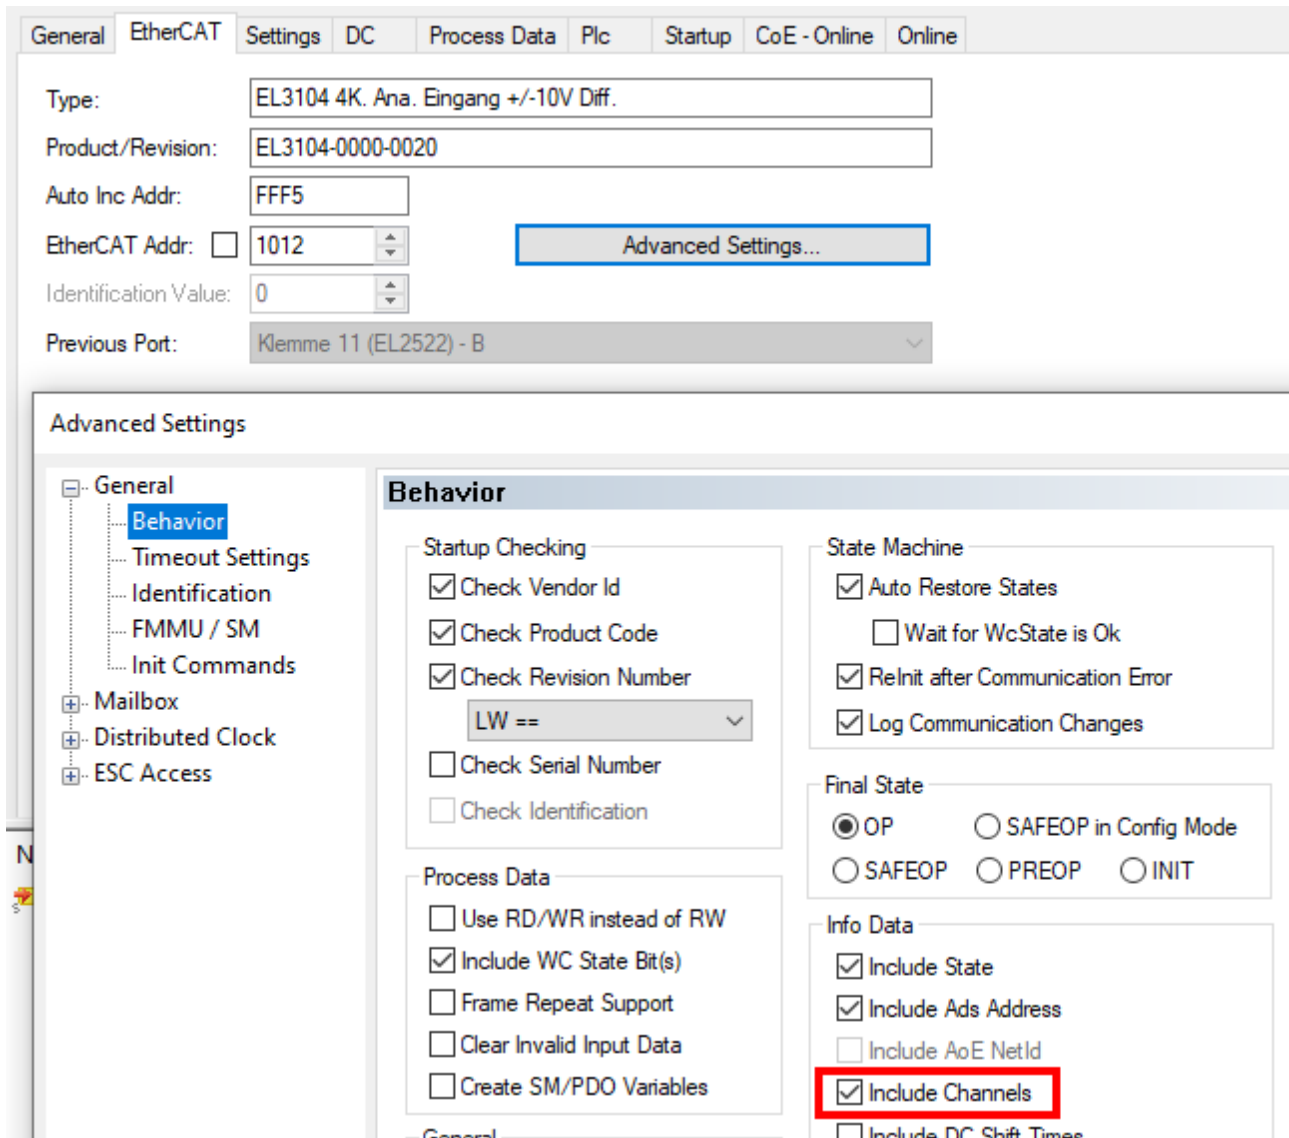 General EtherCAT Settings DC Process Data Plc Startup CoE - Online Online
Type: EL3104 4K. Ana. Eingang +/-10V Diff.
Product/Revision: EL3104-0000-0020
Auto Inc Addr: FFF5
EtherCAT Addr: 1012 Advanced Settings...
Identification Value: 0
Previous Port: Klemme 11 (EL2522) - B
Advanced Settings
General
Behavior
Timeout Settings
Identification
FMMU / SM
Init Commands
Mailbox
Distributed Clock
ESC Access
N
Behavior
Startup Checking
Check Vendor Id
Check Product Code
Check Revision Number
LW ==
Check Serial Number
Check Identification
Process Data
Use RD/WR instead of RW
Include WC State Bit(s)
Frame Repeat Support
Clear Invalid Input Data
Create SM/PDO Variables
General
State Machine
Auto Restore States
Wait for WcState is Ok
ReInit after Communication Error
Log Communication Changes
Final State
OP SAFEOP in Config Mode
SAFEOP PREOP INIT
Info Data
Include State
Include Ads Address
Include AoE NetId
Include Channels
Include DC Shift Times